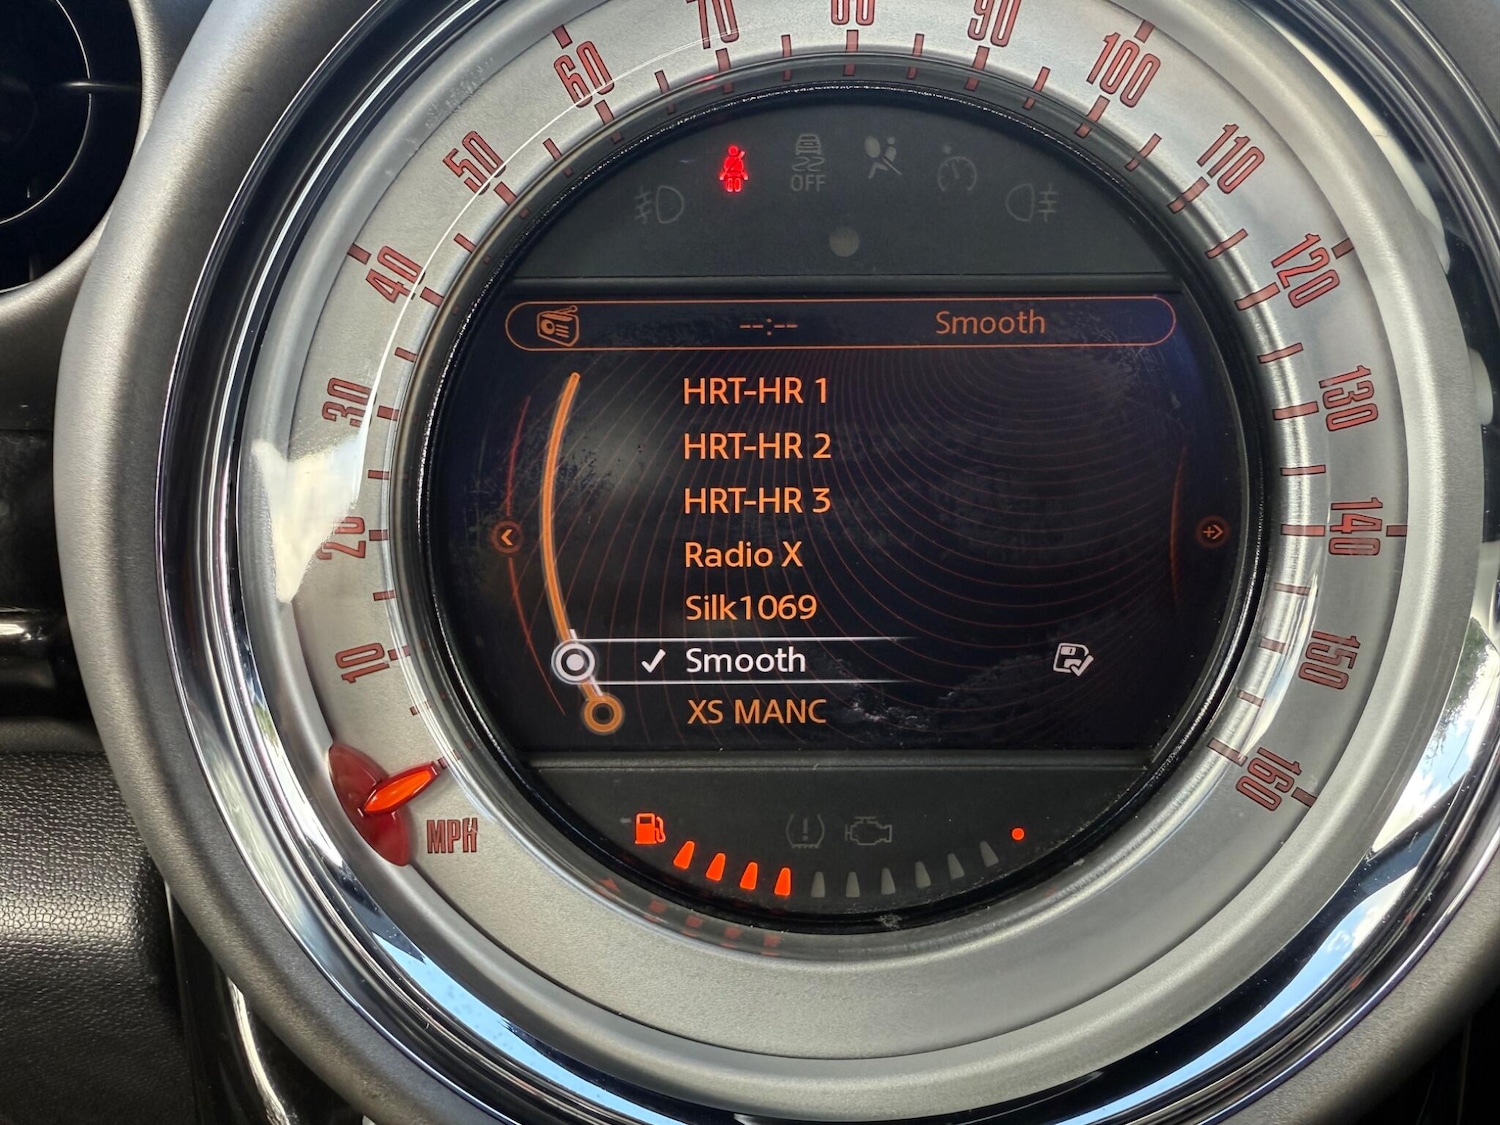 10
20
30
40
50
60
70
80
90
100
110
120
130
140
150
160
MPH
OFF
--:-- Smooth
HRT-HR 1
HRT-HR 2
HRT-HR 3
Radio X
Silk1069
Smooth
XS MANC